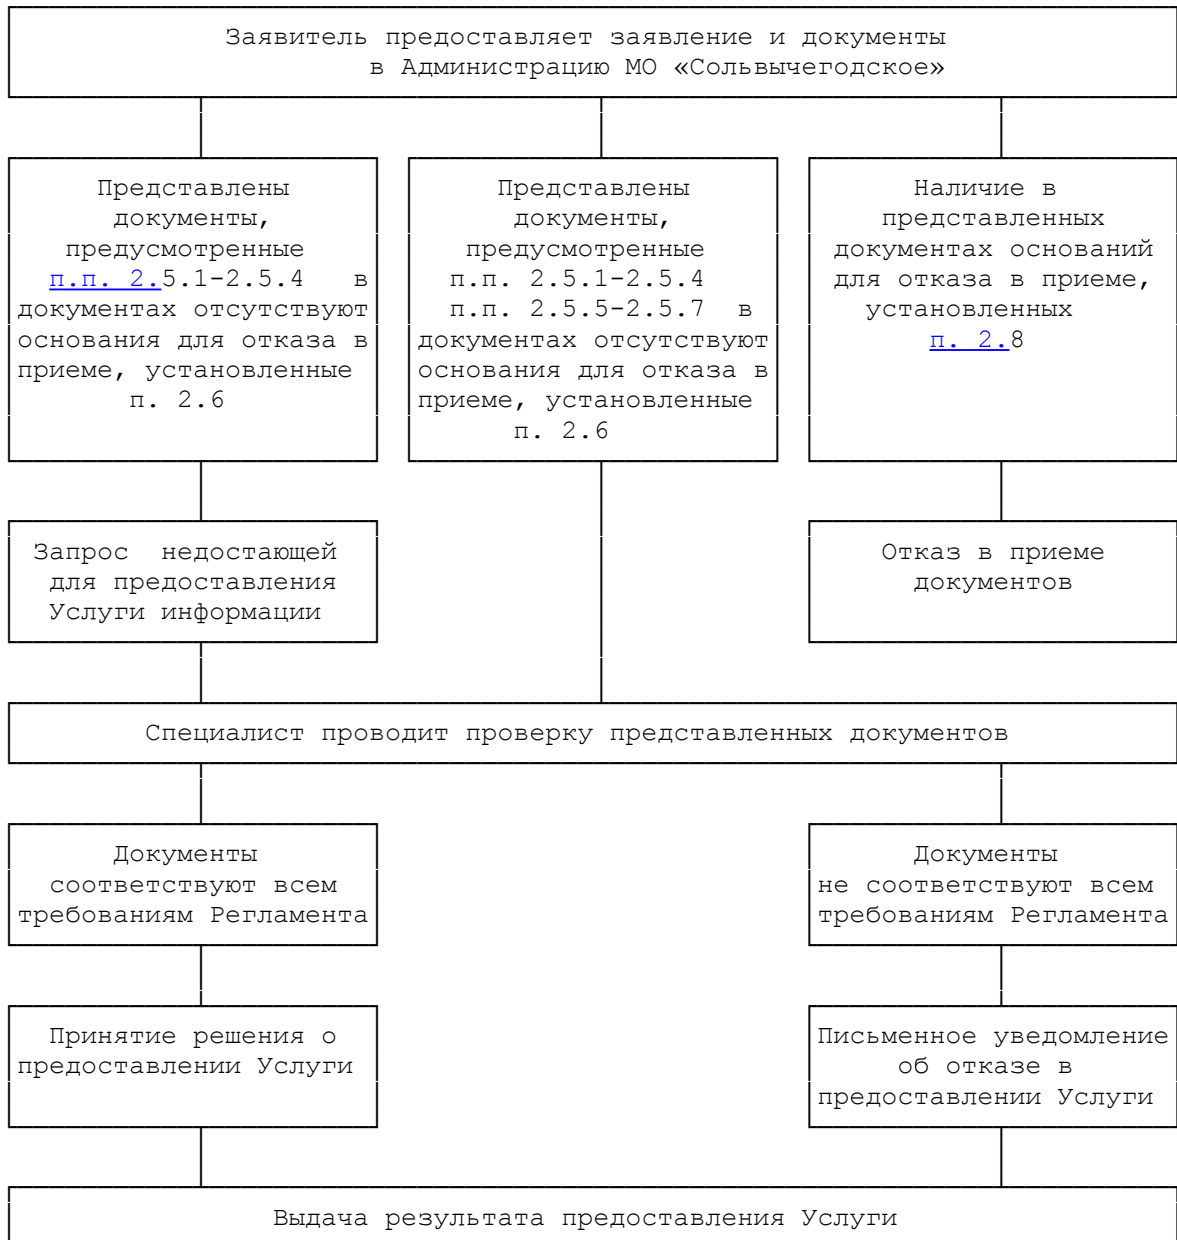 Заявитель предоставляет заявление и документы
в Администрацию МО «Сольвычегодское»
Представлены
документы,
предусмотренные
п.п. 2.5.1-2.5.4 в
документах отсутствуют
основания для отказа в
приеме, установленные
п. 2.6
Представлены
документы,
предусмотренные
п.п. 2.5.1-2.5.4
п.п. 2.5.5-2.5.7 в
документах отсутствуют
основания для отказа в
приеме, установленные
п. 2.6
Наличие в
представленных
документах оснований
для отказа в приеме,
установленных
п. 2.8
Запрос недостающей
для предоставления
Услуги информации
Отказ в приеме
документов
Специалист проводит проверку представленных документов
Документы
соответствуют всем
требованиям Регламента
Документы
не соответствуют всем
требованиям Регламента
Принятие решения о
предоставлении Услуги
Письменное уведомление
об отказе в
предоставлении Услуги
Выдача результата предоставления Услуги